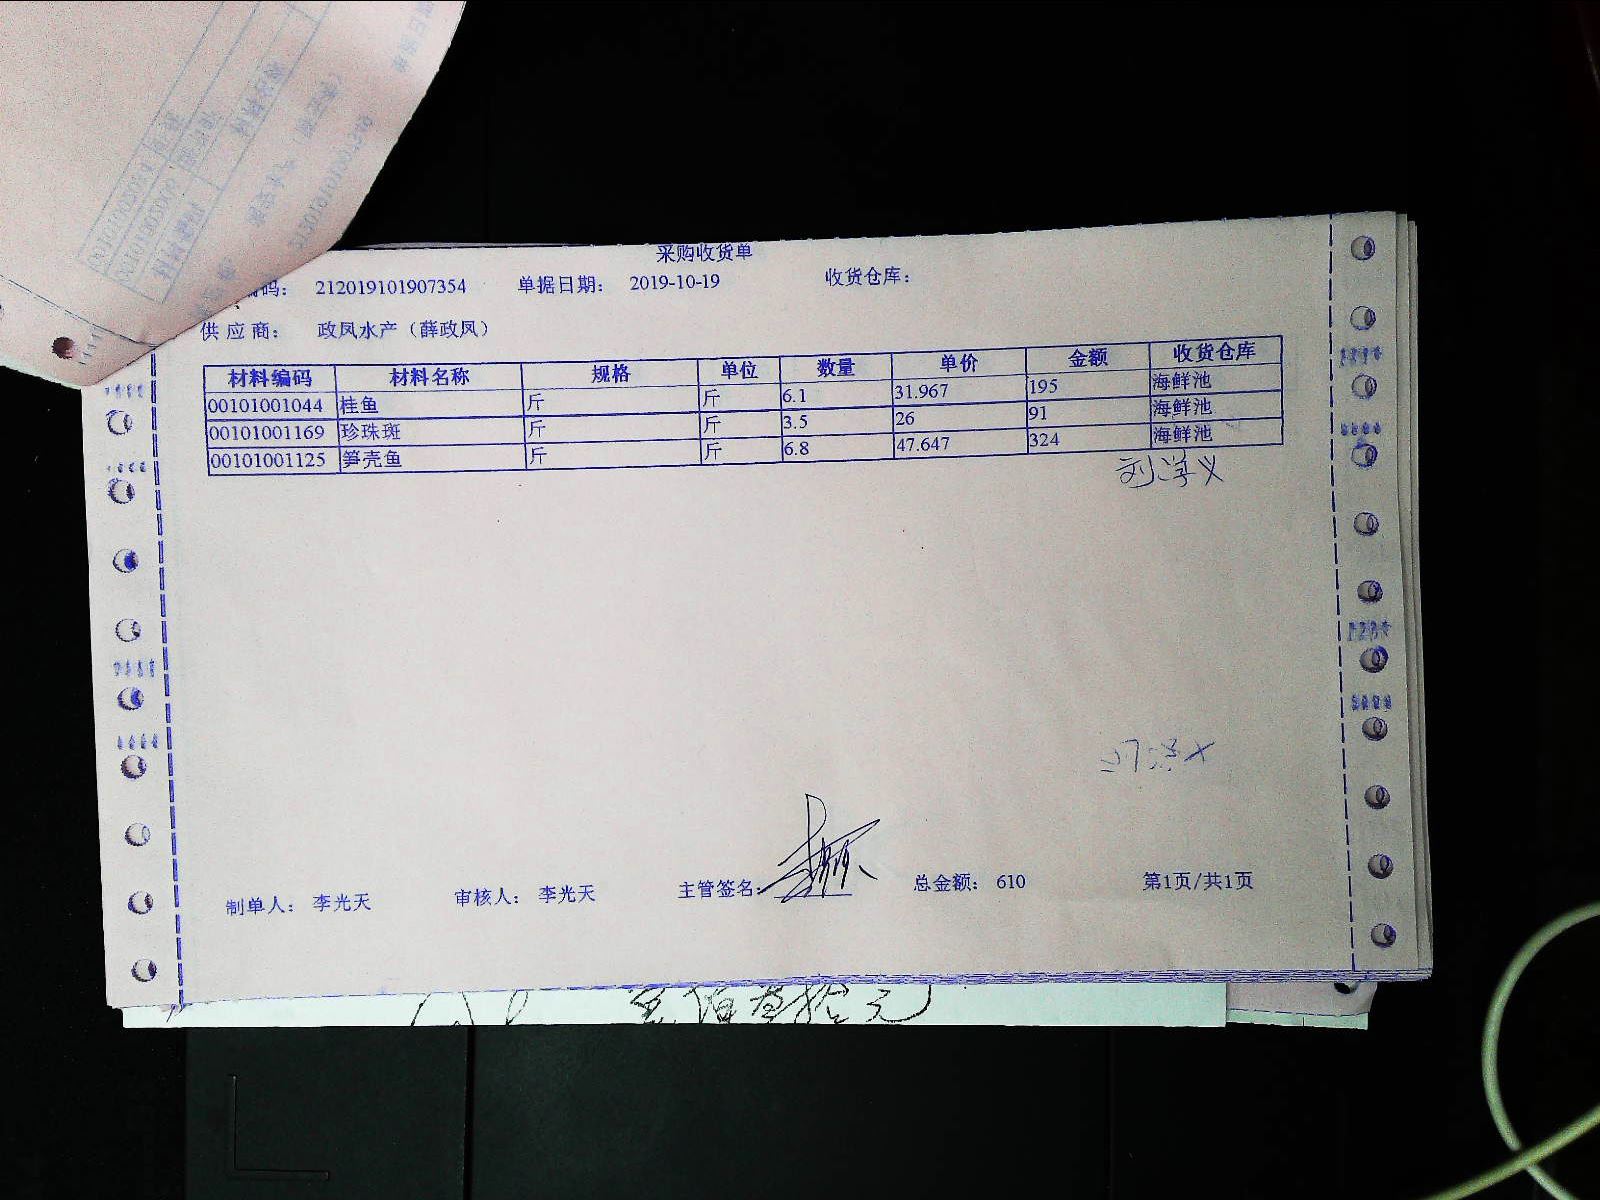 采购收货单
编码： 212019101907354 单据日期： 2019-10-19 收货仓库：
供应商： 政凤水产（薛政凤）
材料编码 材料名称 规格 单位 数量 单价 金额 收货仓库
00101001044 桂鱼 斤 斤 6.1 31.967 195 海鲜池
00101001169 珍珠斑 斤 斤 3.5 26 91 海鲜池
00101001125 笋壳鱼 斤 斤 6.8 47.647 324 海鲜池
刘学义
制单人： 李光天 审核人： 李光天 主管签名： 总金额： 610 第1页/共1页